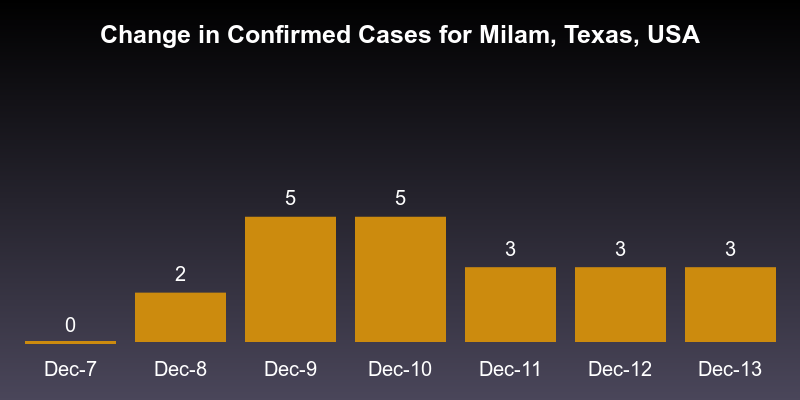 Change in Confirmed Cases for Milam, Texas, USA
5 5
3 3 3
2
0
Dec-7 Dec-8 Dec-9 Dec-10 Dec-11 Dec-12 Dec-13